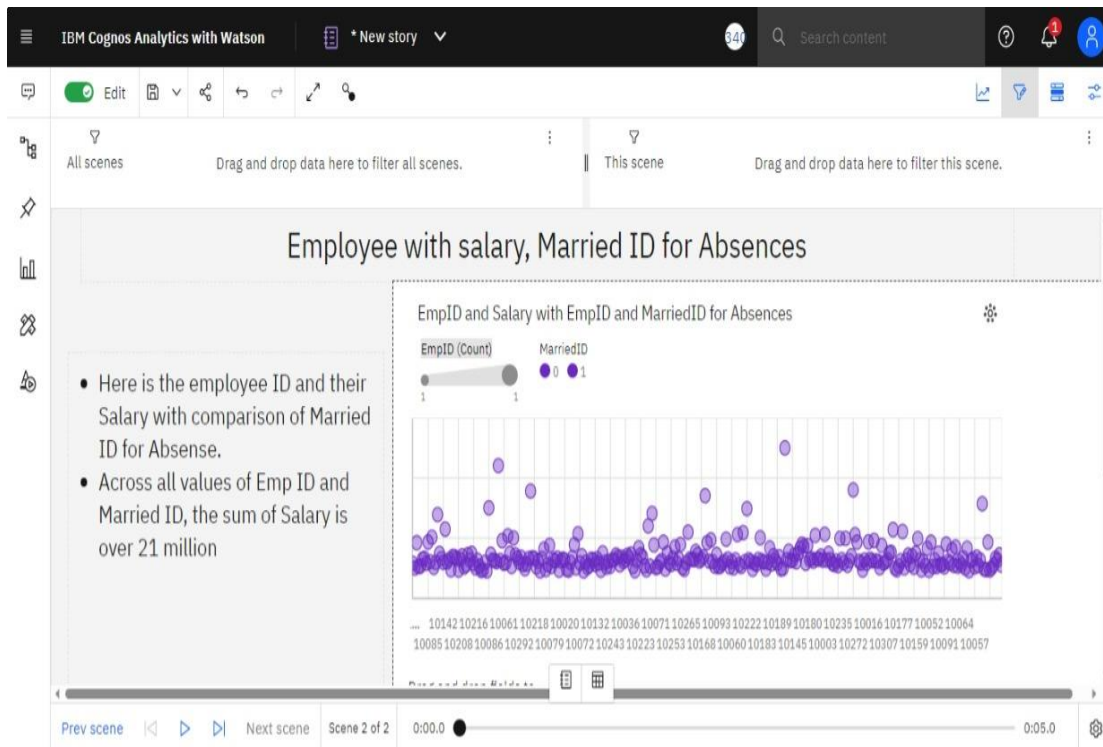 IBM Cognos Analytics with Watson
* New story
340
Search content
1
Edit
All scenes
Drag and drop data here to filter all scenes.
This scene
Drag and drop data here to filter this scene.
Employee with salary, Married ID for Absences
EmpID and Salary with EmpID and MarriedID for Absences
EmpID (Count)
MarriedID
0 1
1 1
• Here is the employee ID and their
Salary with comparison of Married
ID for Absense.
• Across all values of Emp ID and
Married ID, the sum of Salary is
over 21 million
... 10142 10216 10061 10218 10020 10132 10036 10071 10265 10093 10222 10189 10180 10235 10016 10177 10052 10064
10085 10208 10086 10292 10079 10072 10243 10223 10253 10168 10060 10183 10145 10003 10272 10307 10159 10091 10057
Drag and drop fields to
Prev scene
Next scene
Scene 2 of 2
0:00.0
0:05.0